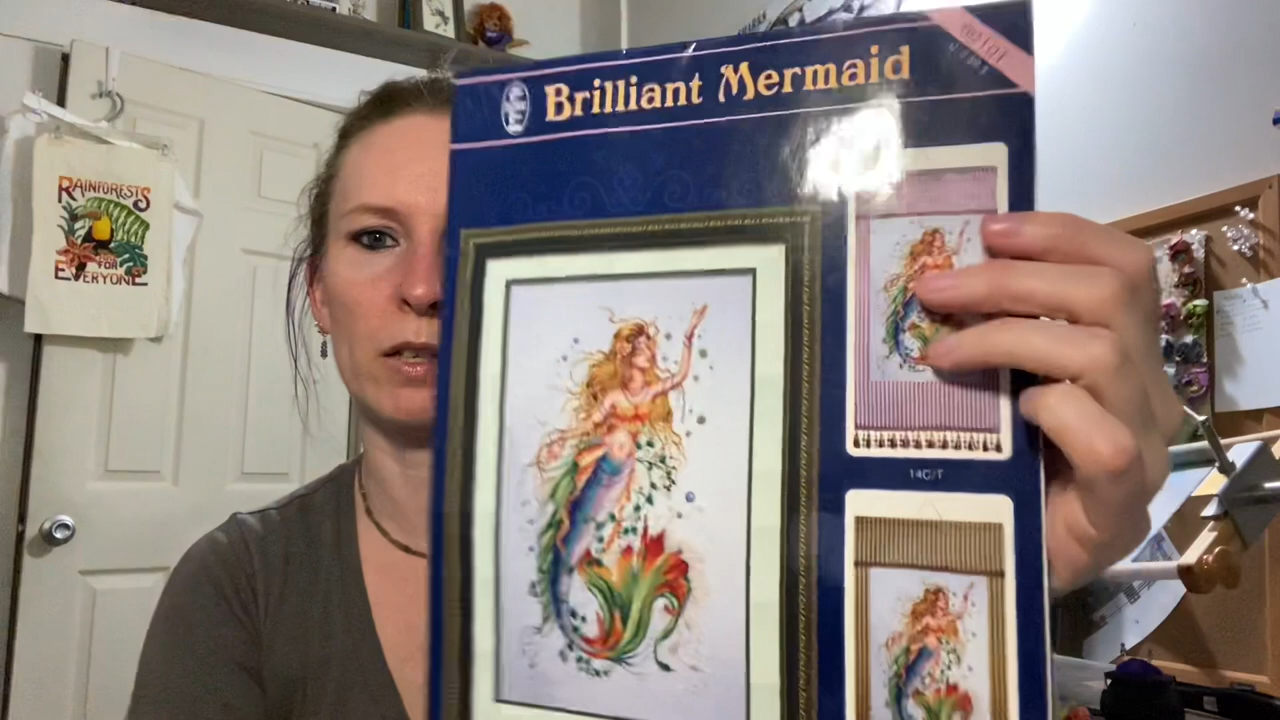 Brilliant Mermaid
RAINFORESTS
FOR
EVERYONE
14C/T